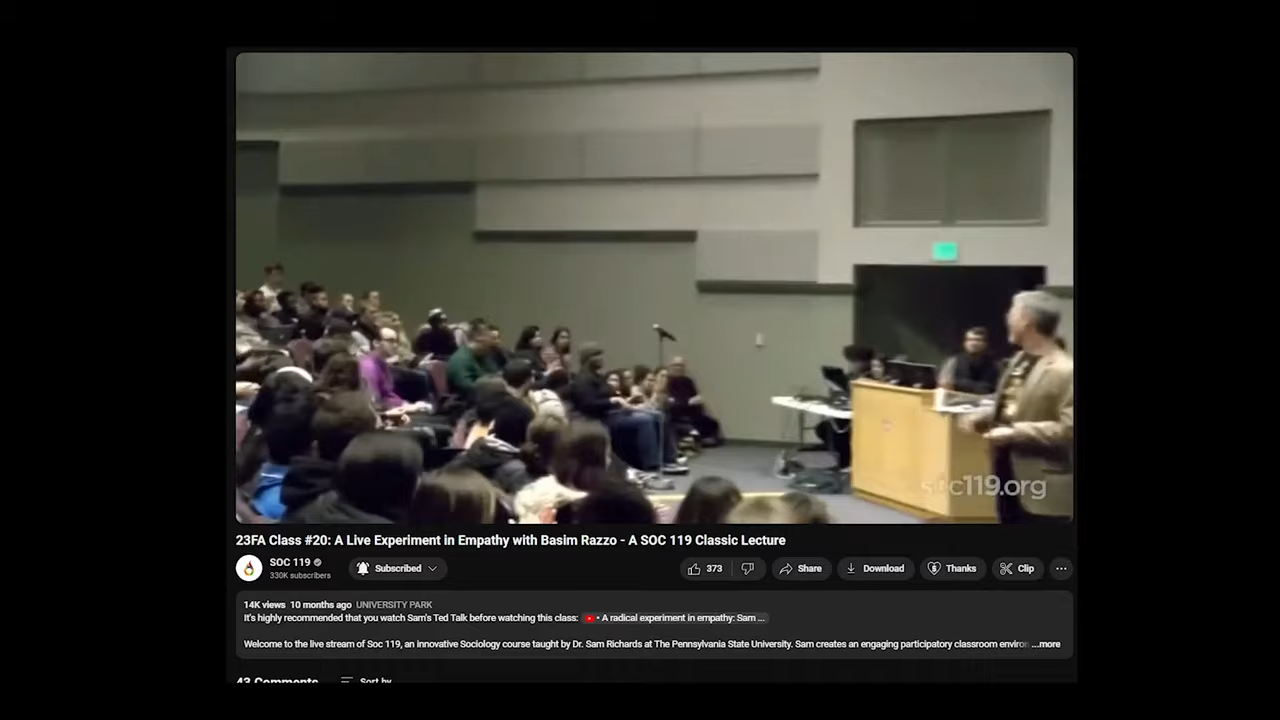 soc119.org
23FA Class #20: A Live Experiment in Empathy with Basim Razzo - A SOC 119 Classic Lecture
SOC 119
330K subscribers
Subscribed
373
Share
Download
Thanks
Clip
...
14K views 10 months ago UNIVERSITY PARK
It's highly recommended that you watch Sam's Ted Talk before watching this class: • A radical experiment in empathy: Sam ...
Welcome to the live stream of Soc 119, an innovative Sociology course taught by Dr. Sam Richards at The Pennsylvania State University. Sam creates an engaging participatory classroom environ ...more
43 Comments
Sort by